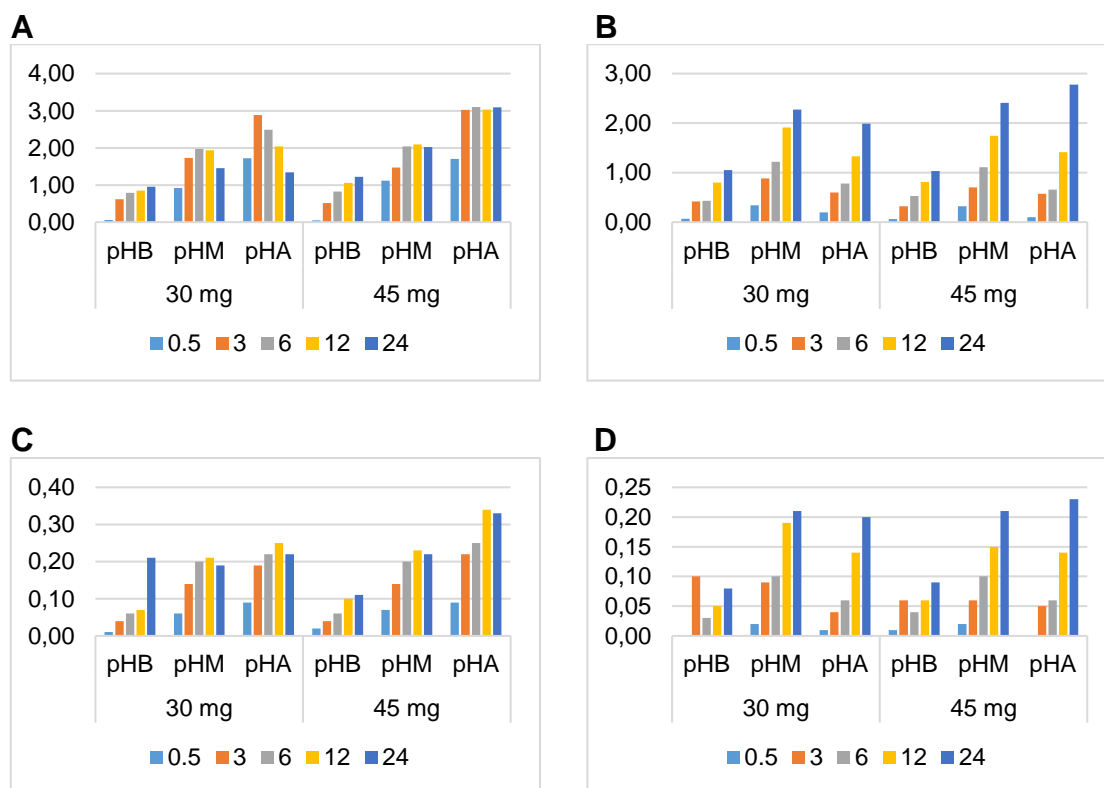 A
4,00
3,00
2,00
1,00
0,00
pHB pHM pHA pHB pHM pHA
30 mg 45 mg
0.5 3 6 12 24
B
3,00
2,00
1,00
0,00
pHB pHM pHA pHB pHM pHA
30 mg 45 mg
0.5 3 6 12 24
C
0,40
0,30
0,20
0,10
0,00
pHB pHM pHA pHB pHM pHA
30 mg 45 mg
0.5 3 6 12 24
D
0,25
0,20
0,15
0,10
0,05
0,00
pHB pHM pHA pHB pHM pHA
30 mg 45 mg
0.5 3 6 12 24